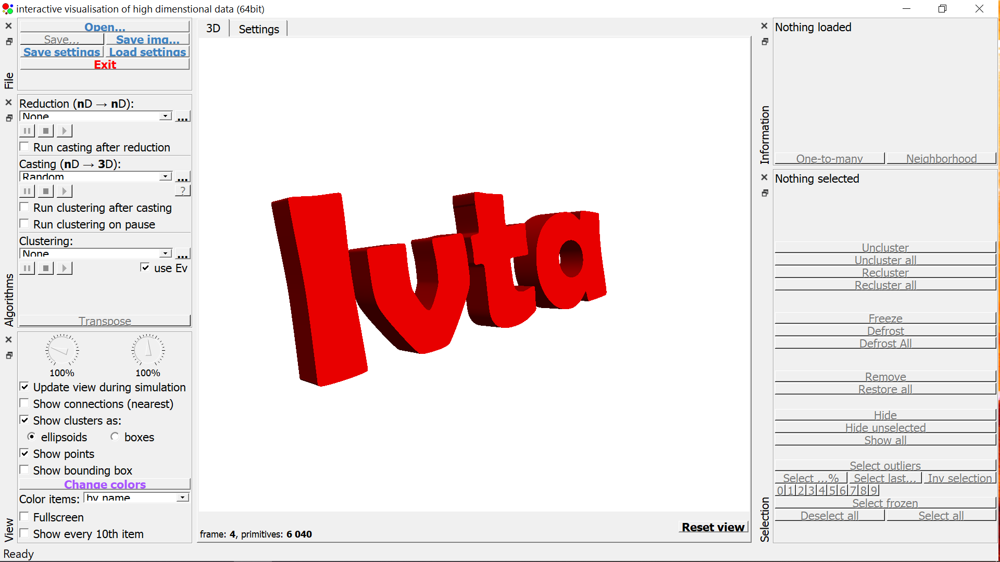 interactive visualisation of high dimenstional data (64bit)
File
Open...
Save...
Save img...
Save settings
Load settings
Exit
Algorithms
Reduction (nD → nD):
None
...
Run casting after reduction
Casting (nD → 3D):
Random
...
?
Run clustering after casting
Run clustering on pause
Clustering:
None
...
use Ev
Transpose
View
100%
100%
Update view during simulation
Show connections (nearest)
Show clusters as:
ellipsoids
boxes
Show points
Show bounding box
Change colors
Color items:
by name
Fullscreen
Show every 10th item
3D
Settings
Ivta
frame: 4, primitives: 6 040
Reset view
Information
Nothing loaded
One-to-many
Neighborhood
Selection
Nothing selected
Uncluster
Uncluster all
Recluster
Recluster all
Freeze
Defrost
Defrost All
Remove
Restore all
Hide
Hide unselected
Show all
Select outliers
Select ...%
Select last...
Inv selection
0 1 2 3 4 5 6 7 8 9
Select frozen
Deselect all
Select all
Ready